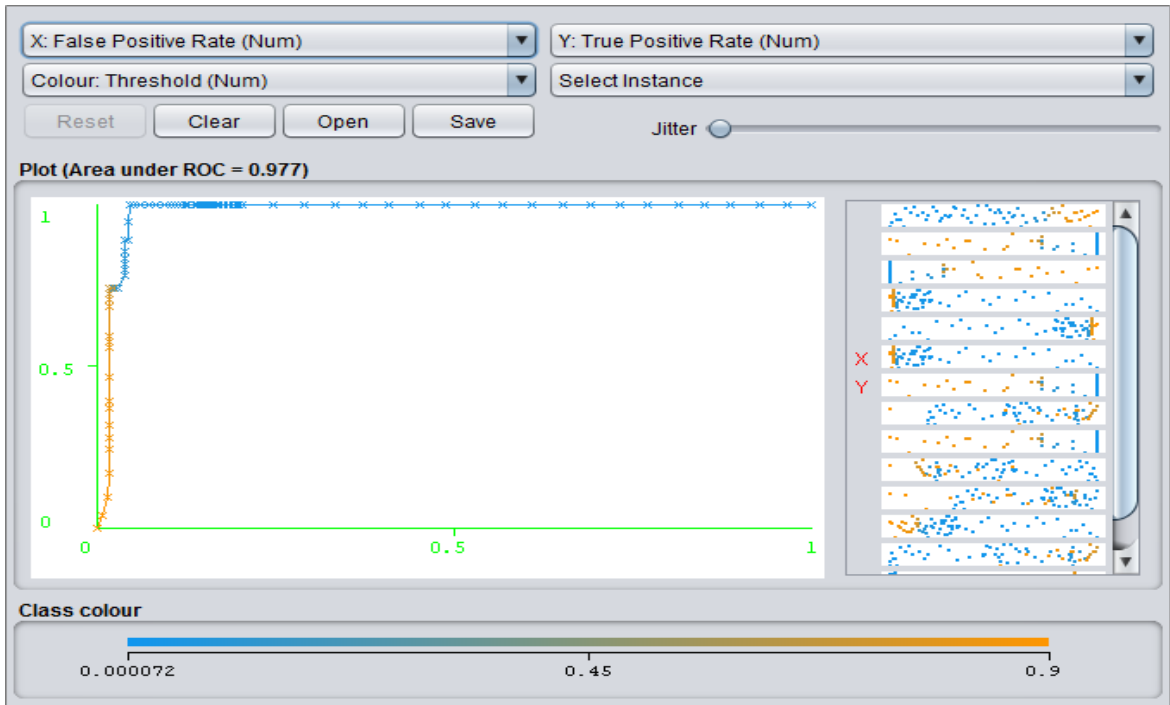 X: False Positive Rate (Num) Y: True Positive Rate (Num)
Colour: Threshold (Num) Select Instance
Reset Clear Open Save Jitter
Plot (Area under ROC = 0.977)
1
0.5
0
0 0.5 1
X
Y
Class colour
0.000072 0.45 0.9